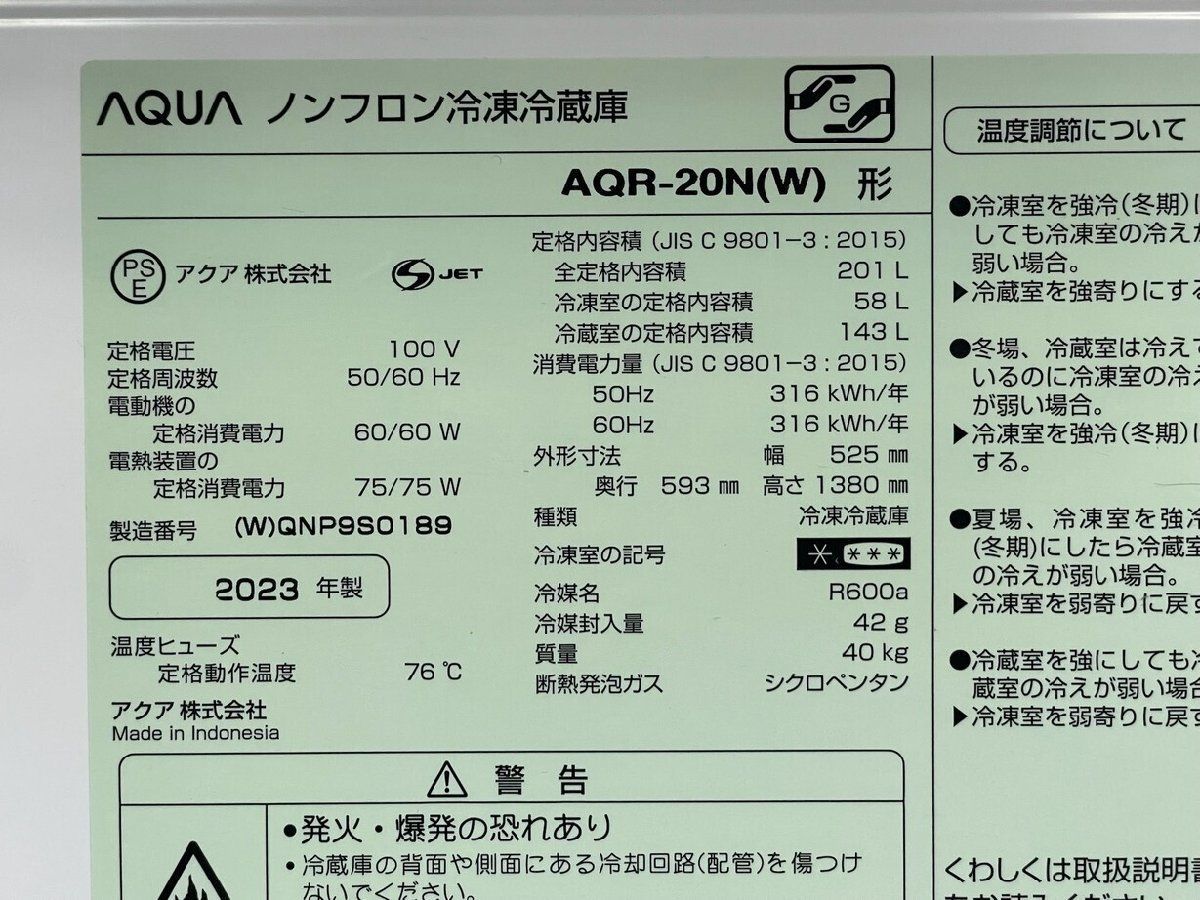 AQUA ノンフロン冷凍冷蔵庫
G
AQR-20N(W) 形
PSE アクア 株式会社 S JET
定格電圧 100 V
定格周波数 50/60 Hz
電動機の
定格消費電力 60/60 W
電熱装置の
定格消費電力 75/75 W
製造番号 (W)QNP9S0189
2023 年製
温度ヒューズ
定格動作温度 76 ℃
アクア 株式会社
Made in Indonesia
定格内容積 (JIS C 9801-3 : 2015)
全定格内容積 201 L
冷凍室の定格内容積 58 L
冷蔵室の定格内容積 143 L
消費電力量 (JIS C 9801-3 : 2015)
50Hz 316 kWh/年
60Hz 316 kWh/年
外形寸法 幅 525 ㎜
奥行 593 ㎜ 高さ 1380 ㎜
種類 冷凍冷蔵庫
冷凍室の記号 * ***
冷媒名 R600a
冷媒封入量 42 g
質量 40 kg
断熱発泡ガス シクロペンタン
警 告
●発火・爆発の恐れあり
・冷蔵庫の背面や側面にある冷却回路(配管)を傷つけ
ないでください。
温度調節について
●冷凍室を強冷(冬期)に
しても冷凍室の冷えが
弱い場合。
▶冷蔵室を強寄りにする
●冬場、冷蔵室は冷えて
いるのに冷凍室の冷え
が弱い場合。
▶冷凍室を強冷(冬期)に
する。
●夏場、冷凍室を強冷
(冬期)にしたら冷蔵室
の冷えが弱い場合。
▶冷凍室を弱寄りに戻す
●冷蔵室を強にしても冷
蔵室の冷えが弱い場合
▶冷凍室を弱寄りに戻す
くわしくは取扱説明書
をお読みください